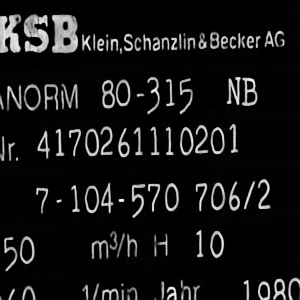 KSB Klein,Schanzlin & Becker AG
ANORM 80-315 NB
Nr. 4170261110201
7-104-570 706/2
50 m³/h H 10
60 1/min Jahr 1980